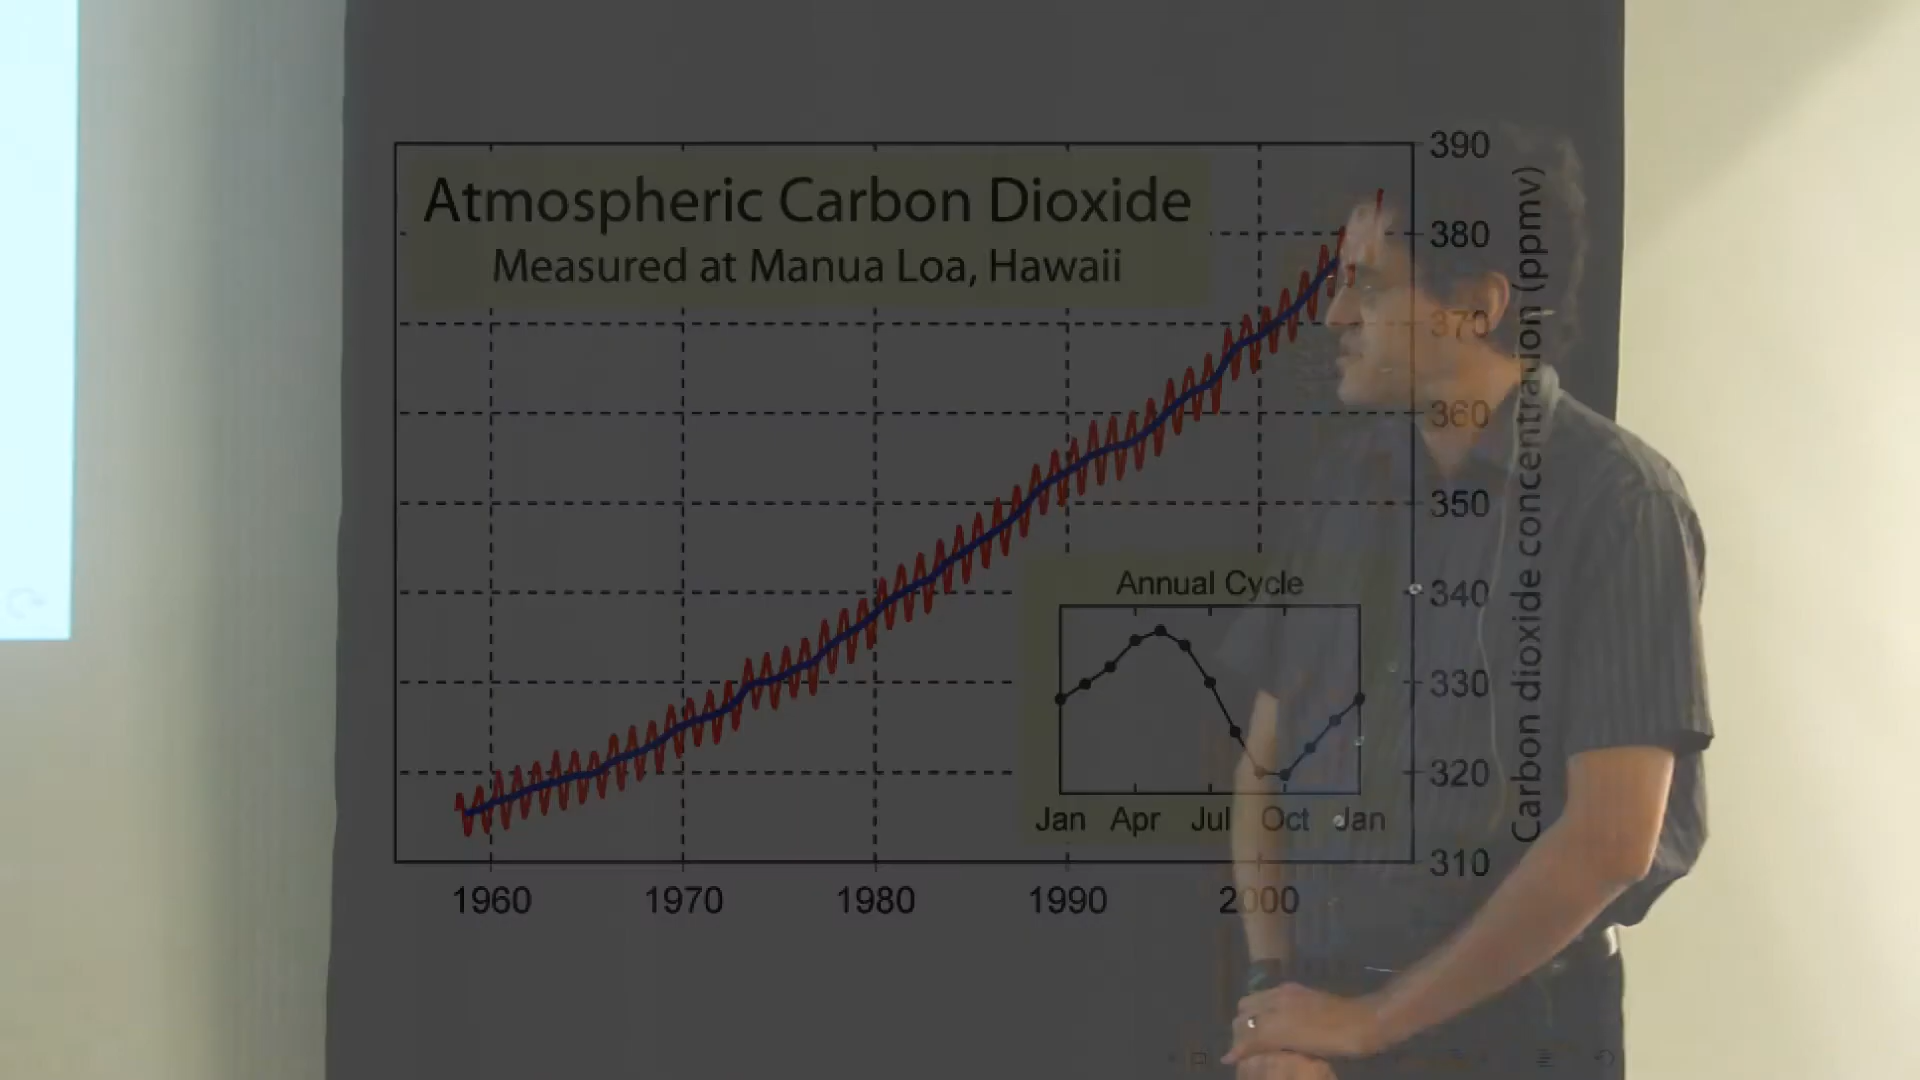 Atmospheric Carbon Dioxide
Measured at Manua Loa, Hawaii
390
380
370
360
350
340
330
320
310
Carbon dioxide concentration (ppmv)
Annual Cycle
Jan Apr Jul Oct Jan
1960 1970 1980 1990 2000